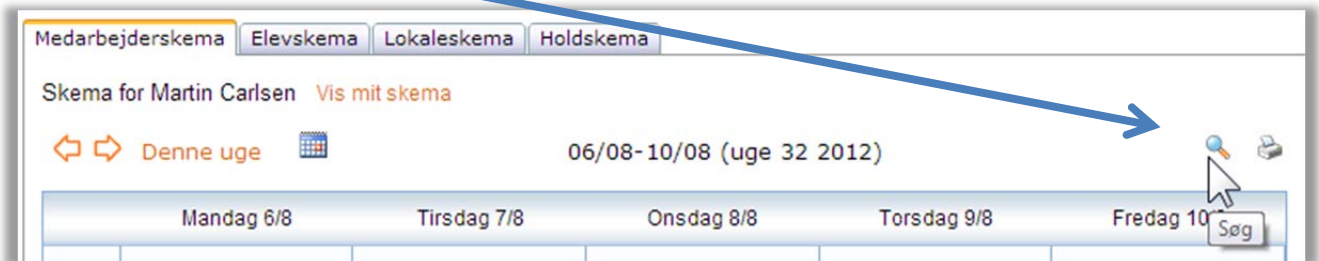 Medarbejderskema Elevskema Lokaleskema Holdskema
Skema for Martin Carlsen Vis mit skema
Denne uge 06/08-10/08 (uge 32 2012)
Mandag 6/8 Tirsdag 7/8 Onsdag 8/8 Torsdag 9/8 Fredag
Søg